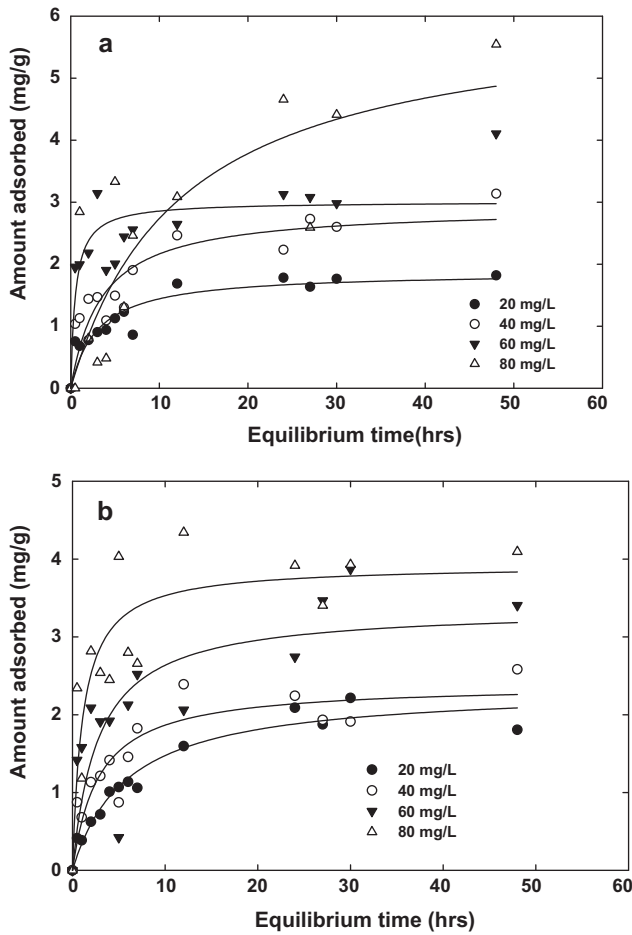 a
Amount adsorbed (mg/g)
6
5
4
3
2
1
0
20 mg/L
40 mg/L
60 mg/L
80 mg/L
0 10 20 30 40 50 60
Equilibrium time(hrs)
b
Amount adsorbed (mg/g)
5
4
3
2
1
0
20 mg/L
40 mg/L
60 mg/L
80 mg/L
0 10 20 30 40 50 60
Equilibrium time (hrs)